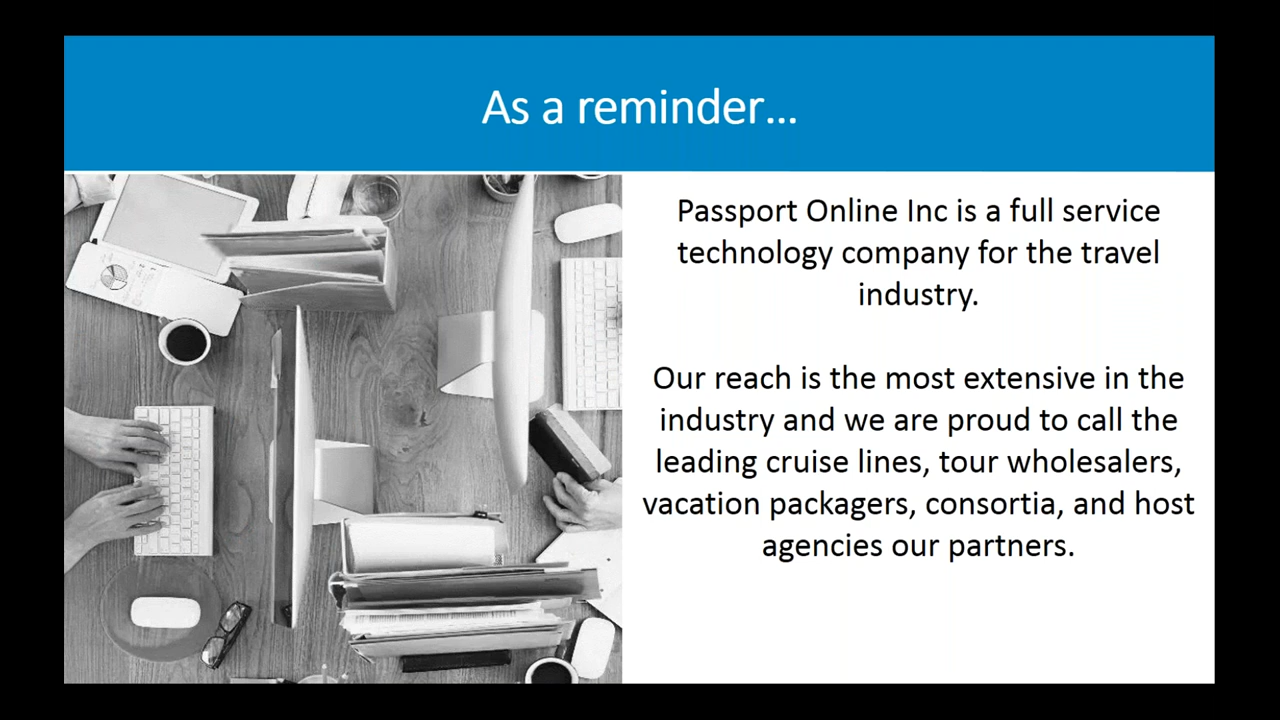 As a reminder...
Passport Online Inc is a full service
technology company for the travel
industry.
Our reach is the most extensive in the
industry and we are proud to call the
leading cruise lines, tour wholesalers,
vacation packagers, consortia, and host
agencies our partners.